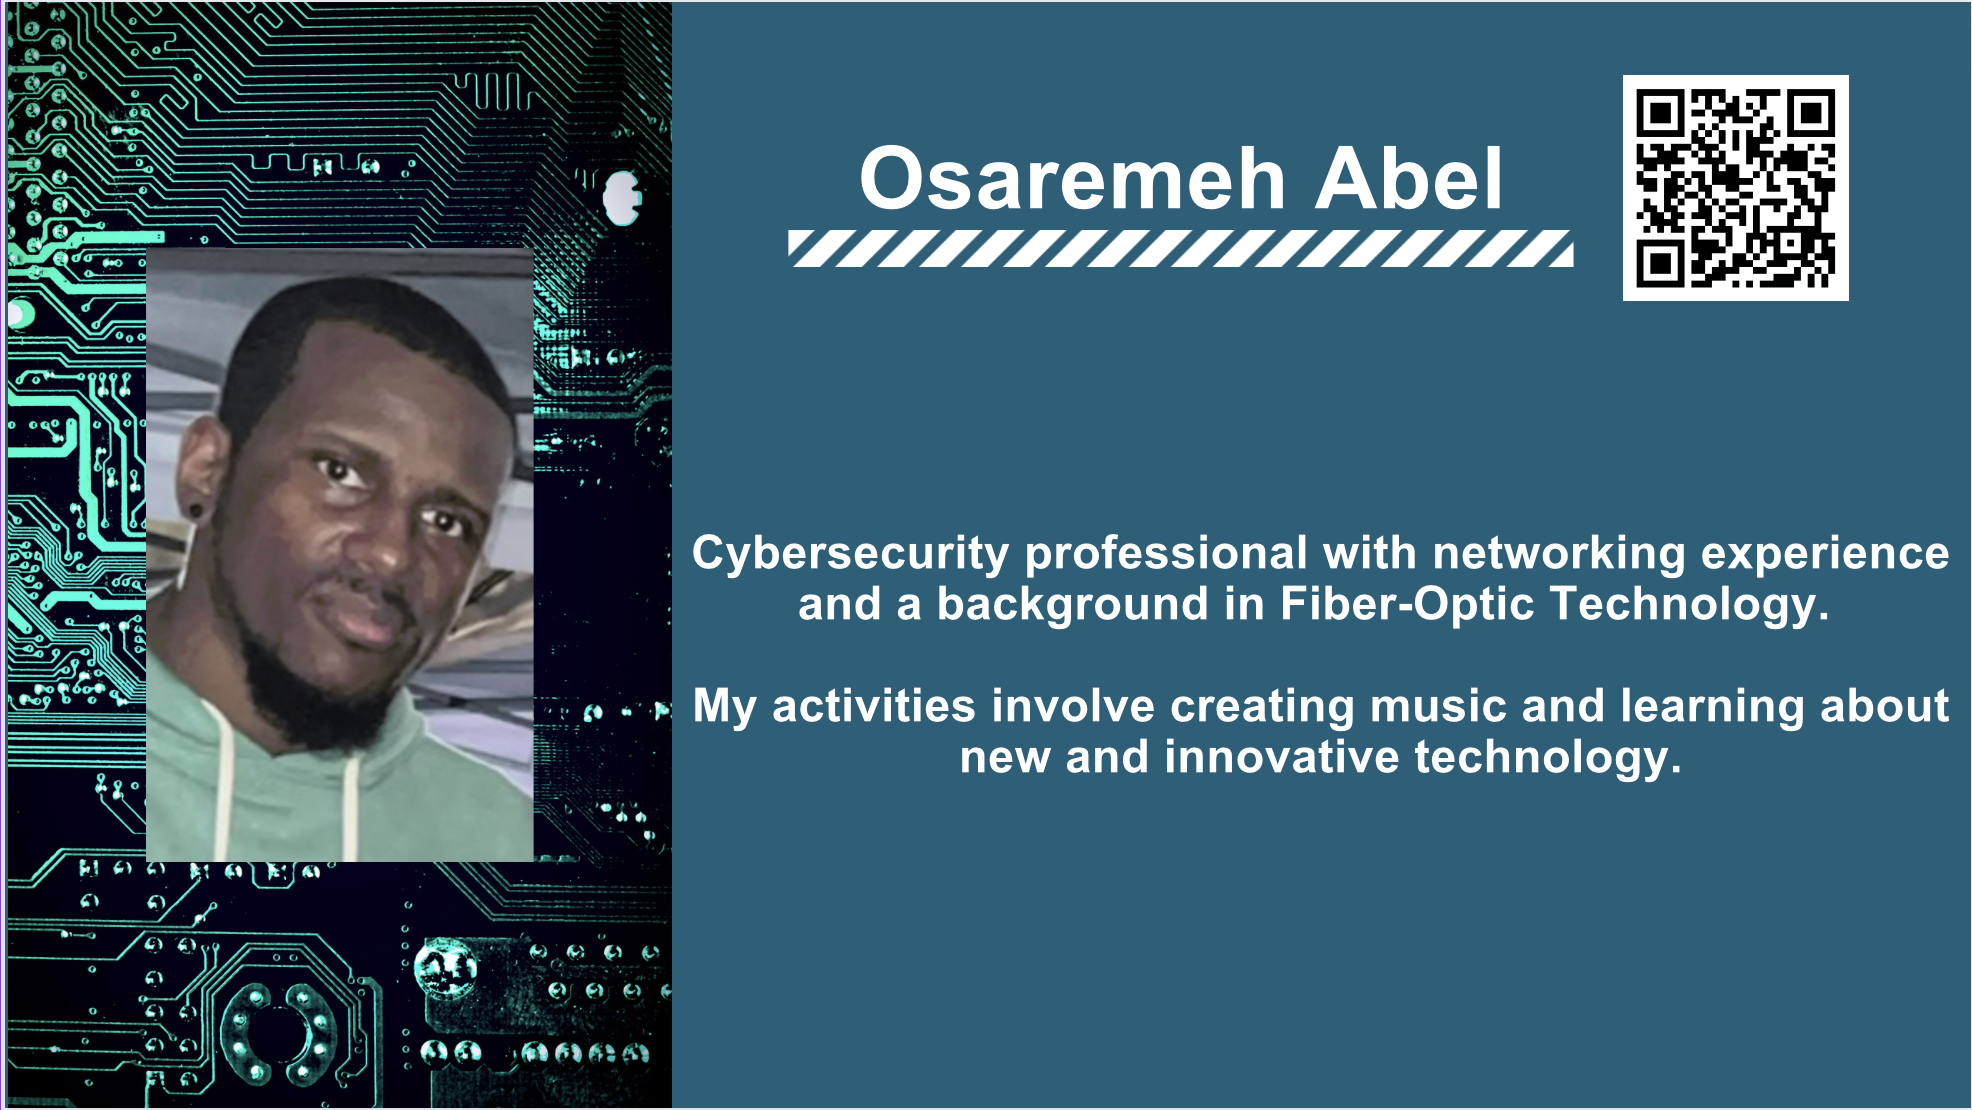 Osaremeh Abel
Cybersecurity professional with networking experience
and a background in Fiber-Optic Technology.
My activities involve creating music and learning about
new and innovative technology.